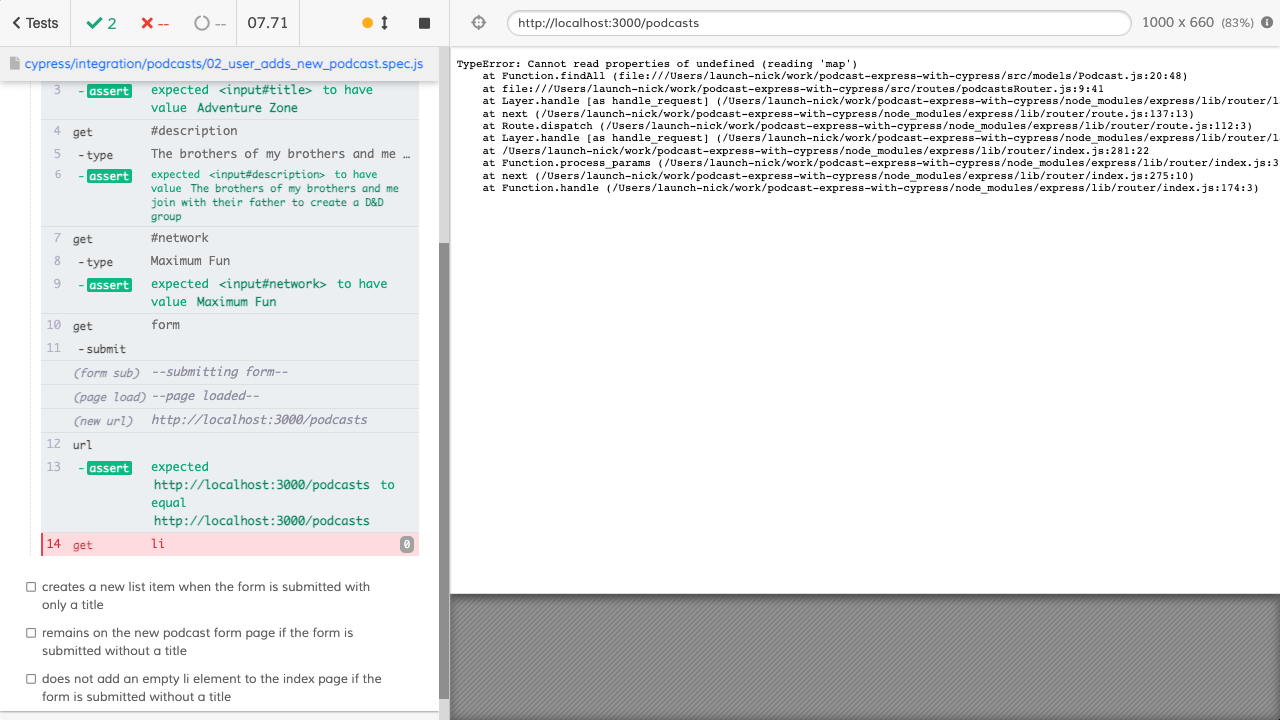 Tests
2
--
--
07.71
http://localhost:3000/podcasts
1000 x 660 (83%)
cypress/integration/podcasts/02_user_adds_new_podcast.spec.js
3 - assert expected <input#title> to have
value Adventure Zone
4 get #description
5 - type The brothers of my brothers and me …
6 - assert expected <input#description> to have
value The brothers of my brothers and me
join with their father to create a D&D
group
7 get #network
8 - type Maximum Fun
9 - assert expected <input#network> to have
value Maximum Fun
10 get form
11 - submit
(form sub) --submitting form--
(page load) --page loaded--
(new url) http://localhost:3000/podcasts
12 url
13 - assert expected
http://localhost:3000/podcasts to
equal
http://localhost:3000/podcasts
14 get li 0
creates a new list item when the form is submitted with
only a title
remains on the new podcast form page if the form is
submitted without a title
does not add an empty li element to the index page if the
form is submitted without a title
TypeError: Cannot read properties of undefined (reading 'map')
at Function.findAll (file:///Users/launch-nick/work/podcast-express-with-cypress/src/models/Podcast.js:20:48)
at file:///Users/launch-nick/work/podcast-express-with-cypress/src/routes/podcastsRouter.js:9:41
at Layer.handle [as handle_request] (/Users/launch-nick/work/podcast-express-with-cypress/node_modules/express/lib/router/l
at next (/Users/launch-nick/work/podcast-express-with-cypress/node_modules/express/lib/router/route.js:137:13)
at Route.dispatch (/Users/launch-nick/work/podcast-express-with-cypress/node_modules/express/lib/router/route.js:112:3)
at Layer.handle [as handle_request] (/Users/launch-nick/work/podcast-express-with-cypress/node_modules/express/lib/router/l
at /Users/launch-nick/work/podcast-express-with-cypress/node_modules/express/lib/router/index.js:281:22
at Function.process_params (/Users/launch-nick/work/podcast-express-with-cypress/node_modules/express/lib/router/index.js:3
at next (/Users/launch-nick/work/podcast-express-with-cypress/node_modules/express/lib/router/index.js:275:10)
at Function.handle (/Users/launch-nick/work/podcast-express-with-cypress/node_modules/express/lib/router/index.js:174:3)